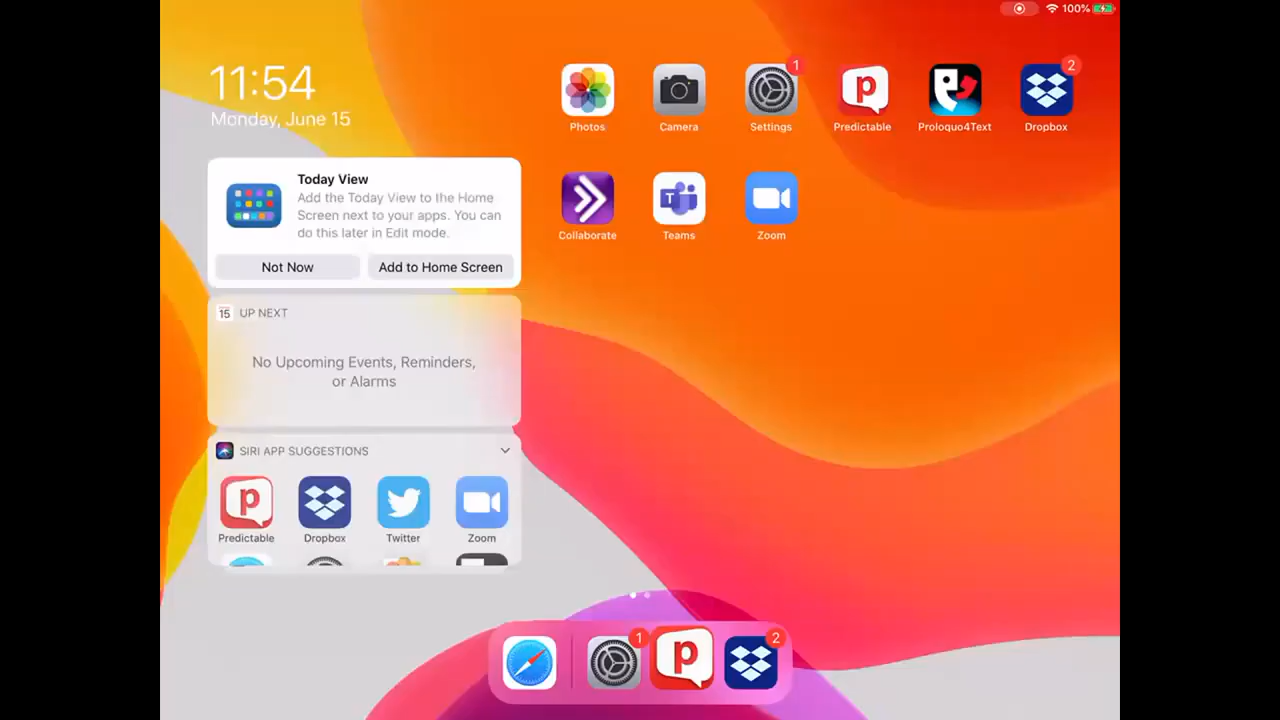 100%
11:54
Monday, June 15
1
2
Photos
Camera
Settings
Predictable
Proloquo4Text
Dropbox
Collaborate
Teams
Zoom
Today View
Add the Today View to the Home
Screen next to your apps. You can
do this later in Edit mode.
Not Now
Add to Home Screen
15
UP NEXT
No Upcoming Events, Reminders,
or Alarms
SIRI APP SUGGESTIONS
p
p
T
Predictable
Dropbox
Twitter
Zoom
1
p
2